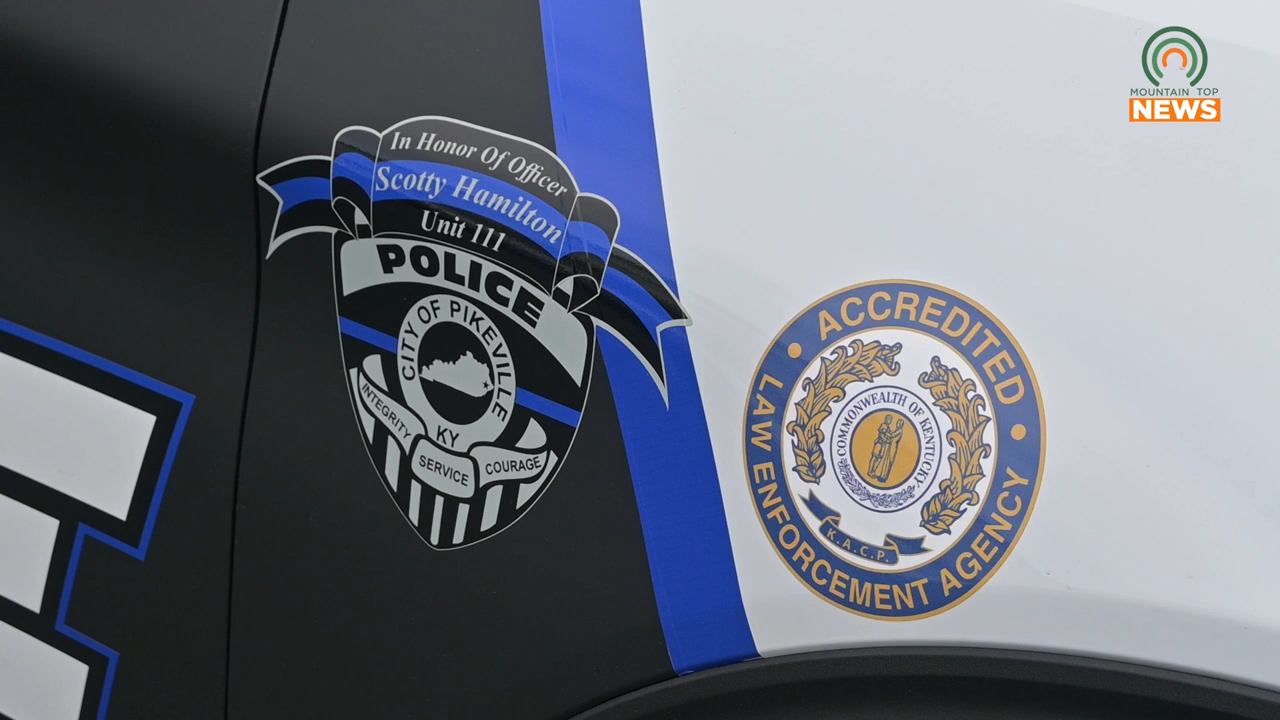 MOUNTAIN TOP
NEWS
In Honor Of Officer
Scotty Hamilton
Unit 111
POLICE
CITY OF PIKEVILLE
KY
INTEGRITY
SERVICE
COURAGE
ACCREDITED
LAW ENFORCEMENT AGENCY
COMMONWEALTH OF KENTUCKY
K.A.C.P.